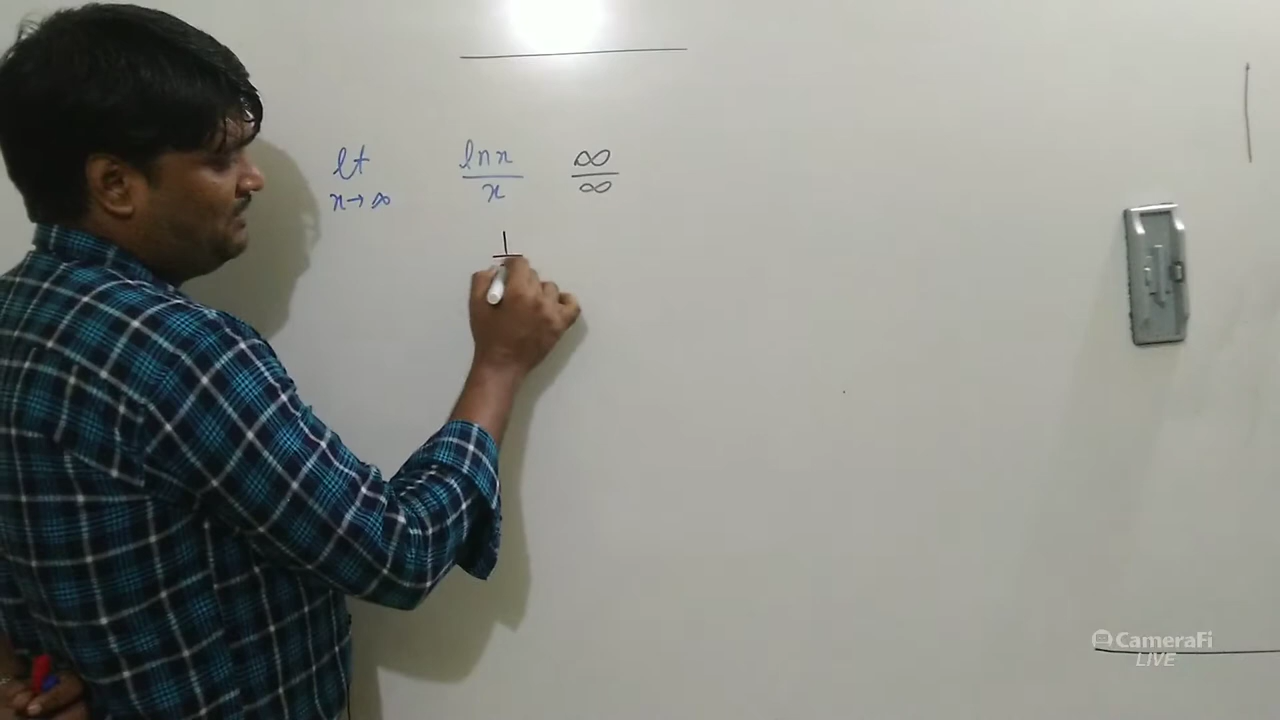 lt ln x ∞
x→∞ x ∞
1
CameraFi
LIVE